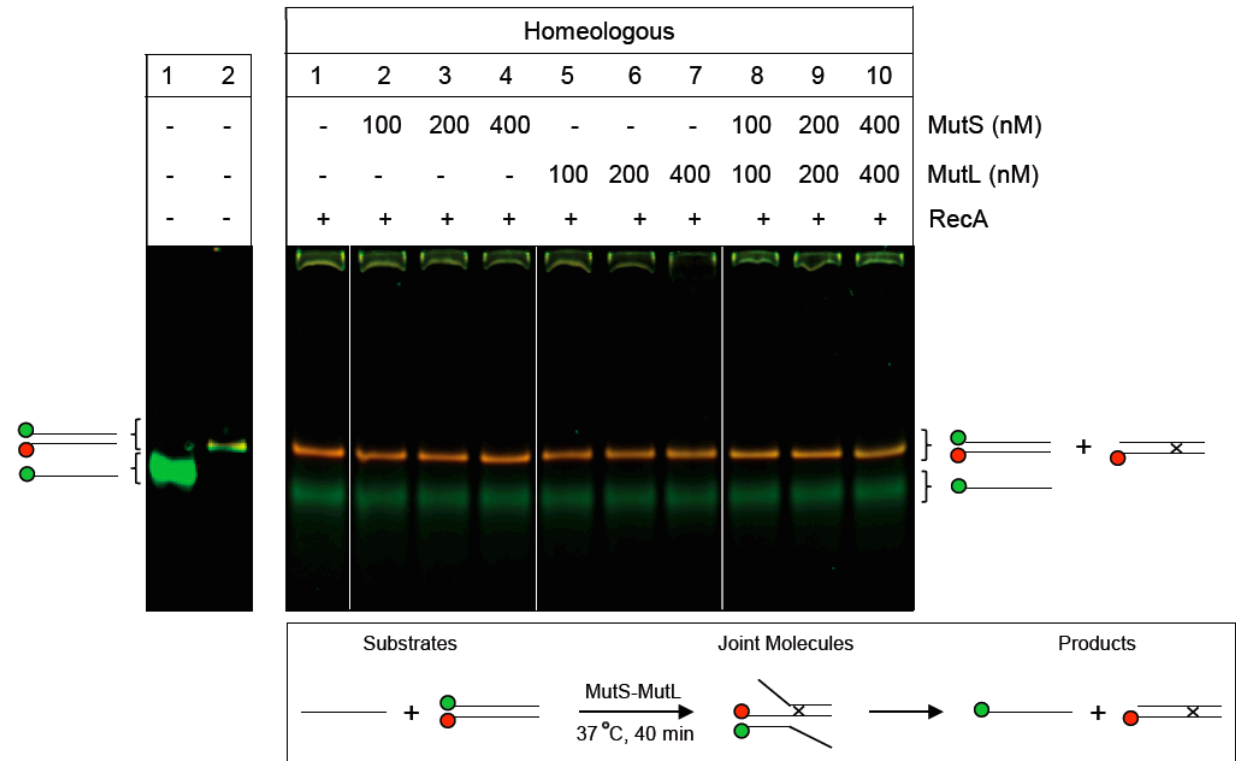 Homeologous
1 2 1 2 3 4 5 6 7 8 9 10
- - - 100 200 400 - - - 100 200 400 MutS (nM)
- - - - - - 100 200 400 100 200 400 MutL (nM)
- - + + + + + + + + + + RecA
+
Substrates Joint Molecules Products
+ MutS-MutL +
37 °C, 40 min